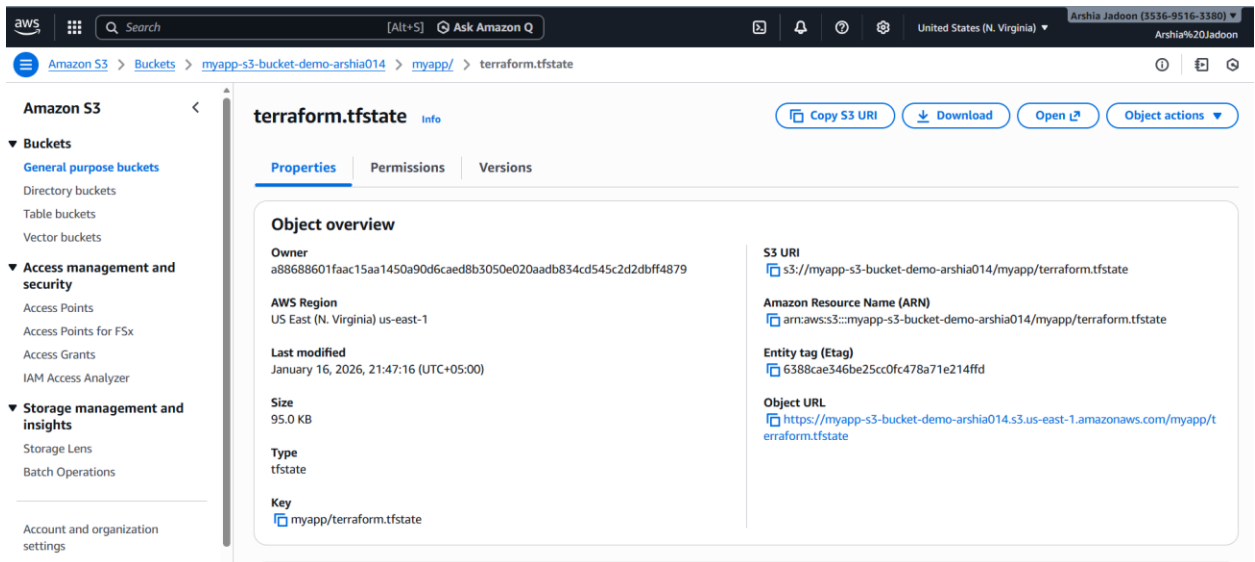 aws
Search [Alt+S] Ask Amazon Q
United States (N. Virginia) ▼
Arshia Jadoon (3536-9516-3380) ▼
Arshia%20Jadoon
Amazon S3 > Buckets > myapp-s3-bucket-demo-arshia014 > myapp/ > terraform.tfstate
Amazon S3
Buckets
General purpose buckets
Directory buckets
Table buckets
Vector buckets
Access management and
security
Access Points
Access Points for FSx
Access Grants
IAM Access Analyzer
Storage management and
insights
Storage Lens
Batch Operations
Account and organization
settings
terraform.tfstate Info
Copy S3 URI
Download
Open
Object actions ▼
Properties
Permissions
Versions
Object overview
Owner
a88688601faac15aa1450a90d6caed8b3050e020aadb834cd545c2d2dbff4879
AWS Region
US East (N. Virginia) us-east-1
Last modified
January 16, 2026, 21:47:16 (UTC+05:00)
Size
95.0 KB
Type
tfstate
Key
myapp/terraform.tfstate
S3 URI
s3://myapp-s3-bucket-demo-arshia014/myapp/terraform.tfstate
Amazon Resource Name (ARN)
arn:aws:s3:::myapp-s3-bucket-demo-arshia014/myapp/terraform.tfstate
Entity tag (Etag)
6388cae346be25cc0fc478a71e214ffd
Object URL
https://myapp-s3-bucket-demo-arshia014.s3.us-east-1.amazonaws.com/myapp/t
erraform.tfstate